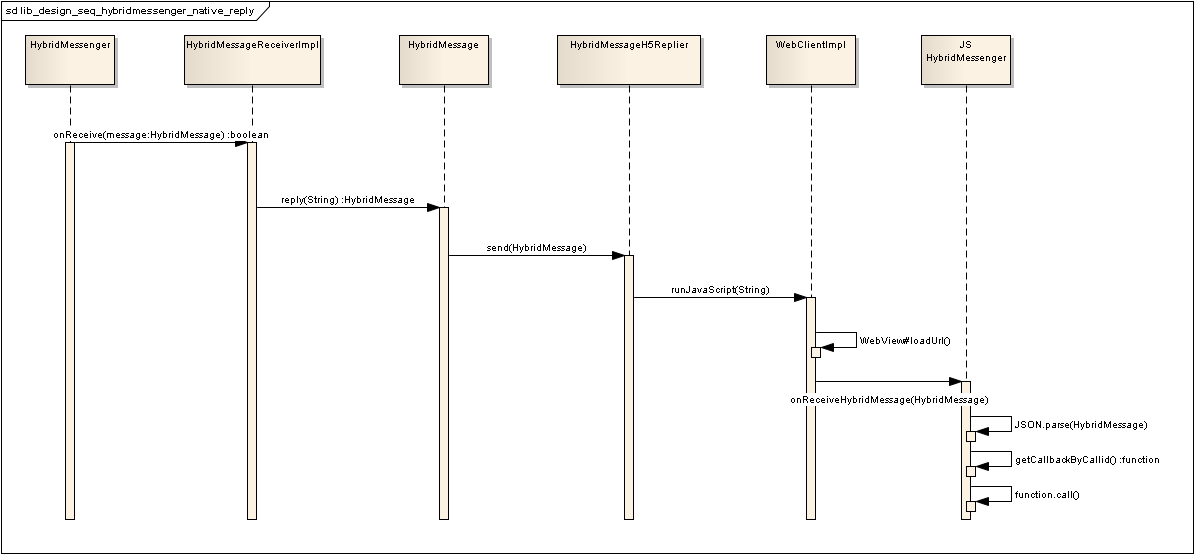 sd lib_design_seq_hybridmessenger_native_reply
HybridMessenger
HybridMessageReceiverImpl
HybridMessage
HybridMessageH5Replier
WebClientImpl
JS
HybridMessenger
onReceive(message:HybridMessage) :boolean
reply(String) :HybridMessage
send(HybridMessage)
runJavaScript(String)
WebView#loadUrl()
onReceiveHybridMessage(HybridMessage)
JSON.parse(HybridMessage)
getCallbackByCallid() :function
function.call()